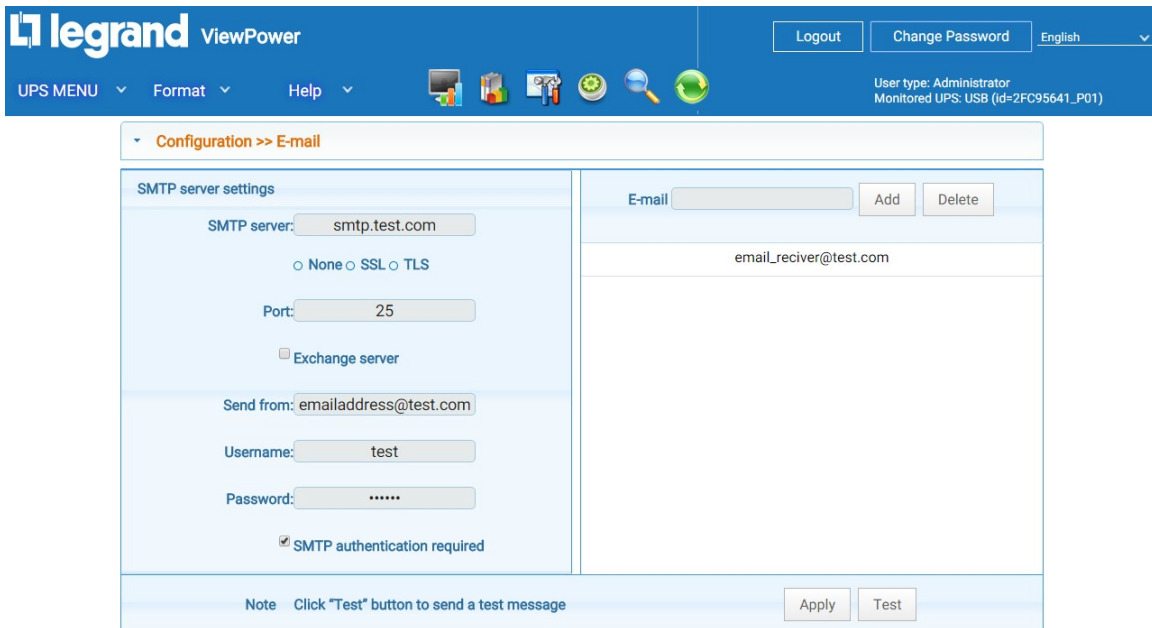 legrand ViewPower
Logout
Change Password
English
UPS MENU
Format
Help
User type: Administrator
Monitored UPS: USB (id=2FC95641_P01)
Configuration >> E-mail
SMTP server settings
SMTP server: smtp.test.com
None SSL TLS
Port: 25
Exchange server
Send from: emailaddress@test.com
Username: test
Password: ••••••
SMTP authentication required
E-mail
Add
Delete
email_reciver@test.com
Note Click “Test” button to send a test message
Apply
Test